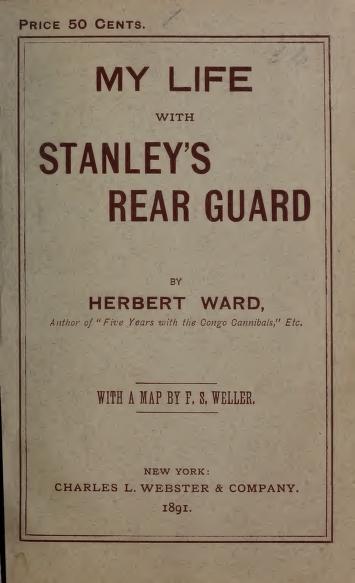 PRICE 50 CENTS.
MY LIFE
WITH
STANLEY'S
REAR GUARD
BY
HERBERT WARD,
Author of "Five Years with the Congo Cannibals," Etc.
WITH A MAP BY F. S. WELLER.
NEW YORK:
CHARLES L. WEBSTER & COMPANY.
1891.